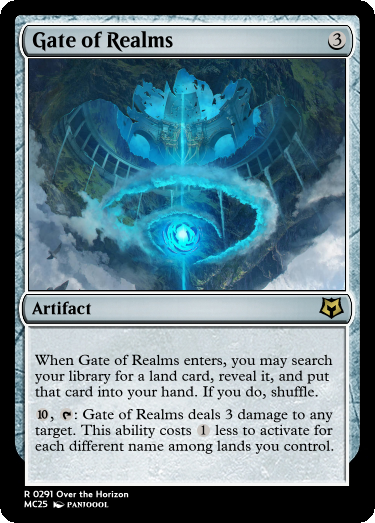 Gate of Realms 3
Artifact
When Gate of Realms enters, you may search
your library for a land card, reveal it, and put
that card into your hand. If you do, shuffle.
10, : Gate of Realms deals 3 damage to any
target. This ability costs 1 less to activate for
each different name among lands you control.
R 0291 Over the Horizon
MC25 PANJOOOL